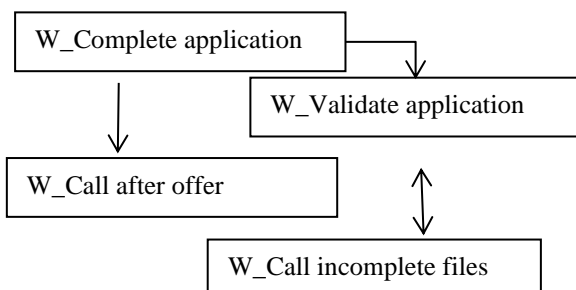 W_Complete application
W_Validate application
W_Call after offer
W_Call incomplete files